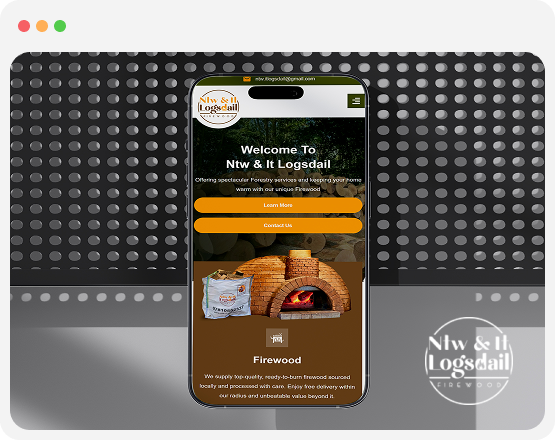 ntw.itlogsdail@gmail.com
Ntw & It
Logsdail
FIREWOOD
Welcome To
Ntw & It Logsdail
Offering spectacular Forestry services and keeping your home
warm with our unique Firewood
Learn More
Contact Us
Firewood
We supply top-quality, ready-to-burn firewood sourced
locally and processed with care. Enjoy free delivery within
our radius and unbeatable value beyond it.
Ntw & It
Logsdail
FIREWOOD